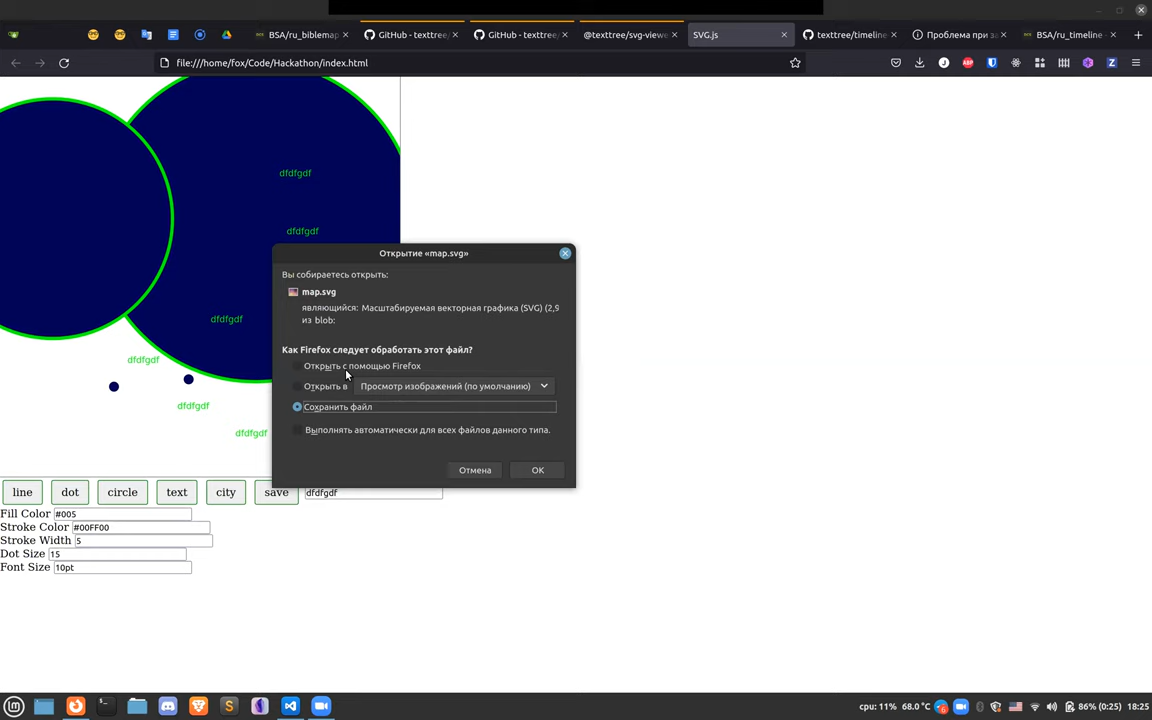 BSA/ru_biblemap
GitHub - texttree/
GitHub - texttree/
@texttree/svg-viewe
SVG.js
texttree/timeline
Проблема при за
BSA/ru_timeline -
file:///home/fox/Code/Hackathon/index.html
dfdfgdf
dfdfgdf
dfdfgdf
dfdfgdf
dfdfgdf
dfdfgdf
Открытие «map.svg»
Вы собираетесь открыть:
map.svg
являющийся: Масштабируемая векторная графика (SVG) (2,9
из blob:
Как Firefox следует обработать этот файл?
Открыть с помощью Firefox
Открыть в Просмотр изображений (по умолчанию)
Сохранить файл
Выполнять автоматически для всех файлов данного типа.
Отмена OK
line dot circle text city save dfdfgdf
Fill Color #005
Stroke Color #00FF00
Stroke Width 5
Dot Size 15
Font Size 10pt
cpu: 11% 68.0 °C 86% (0:25) 18:25